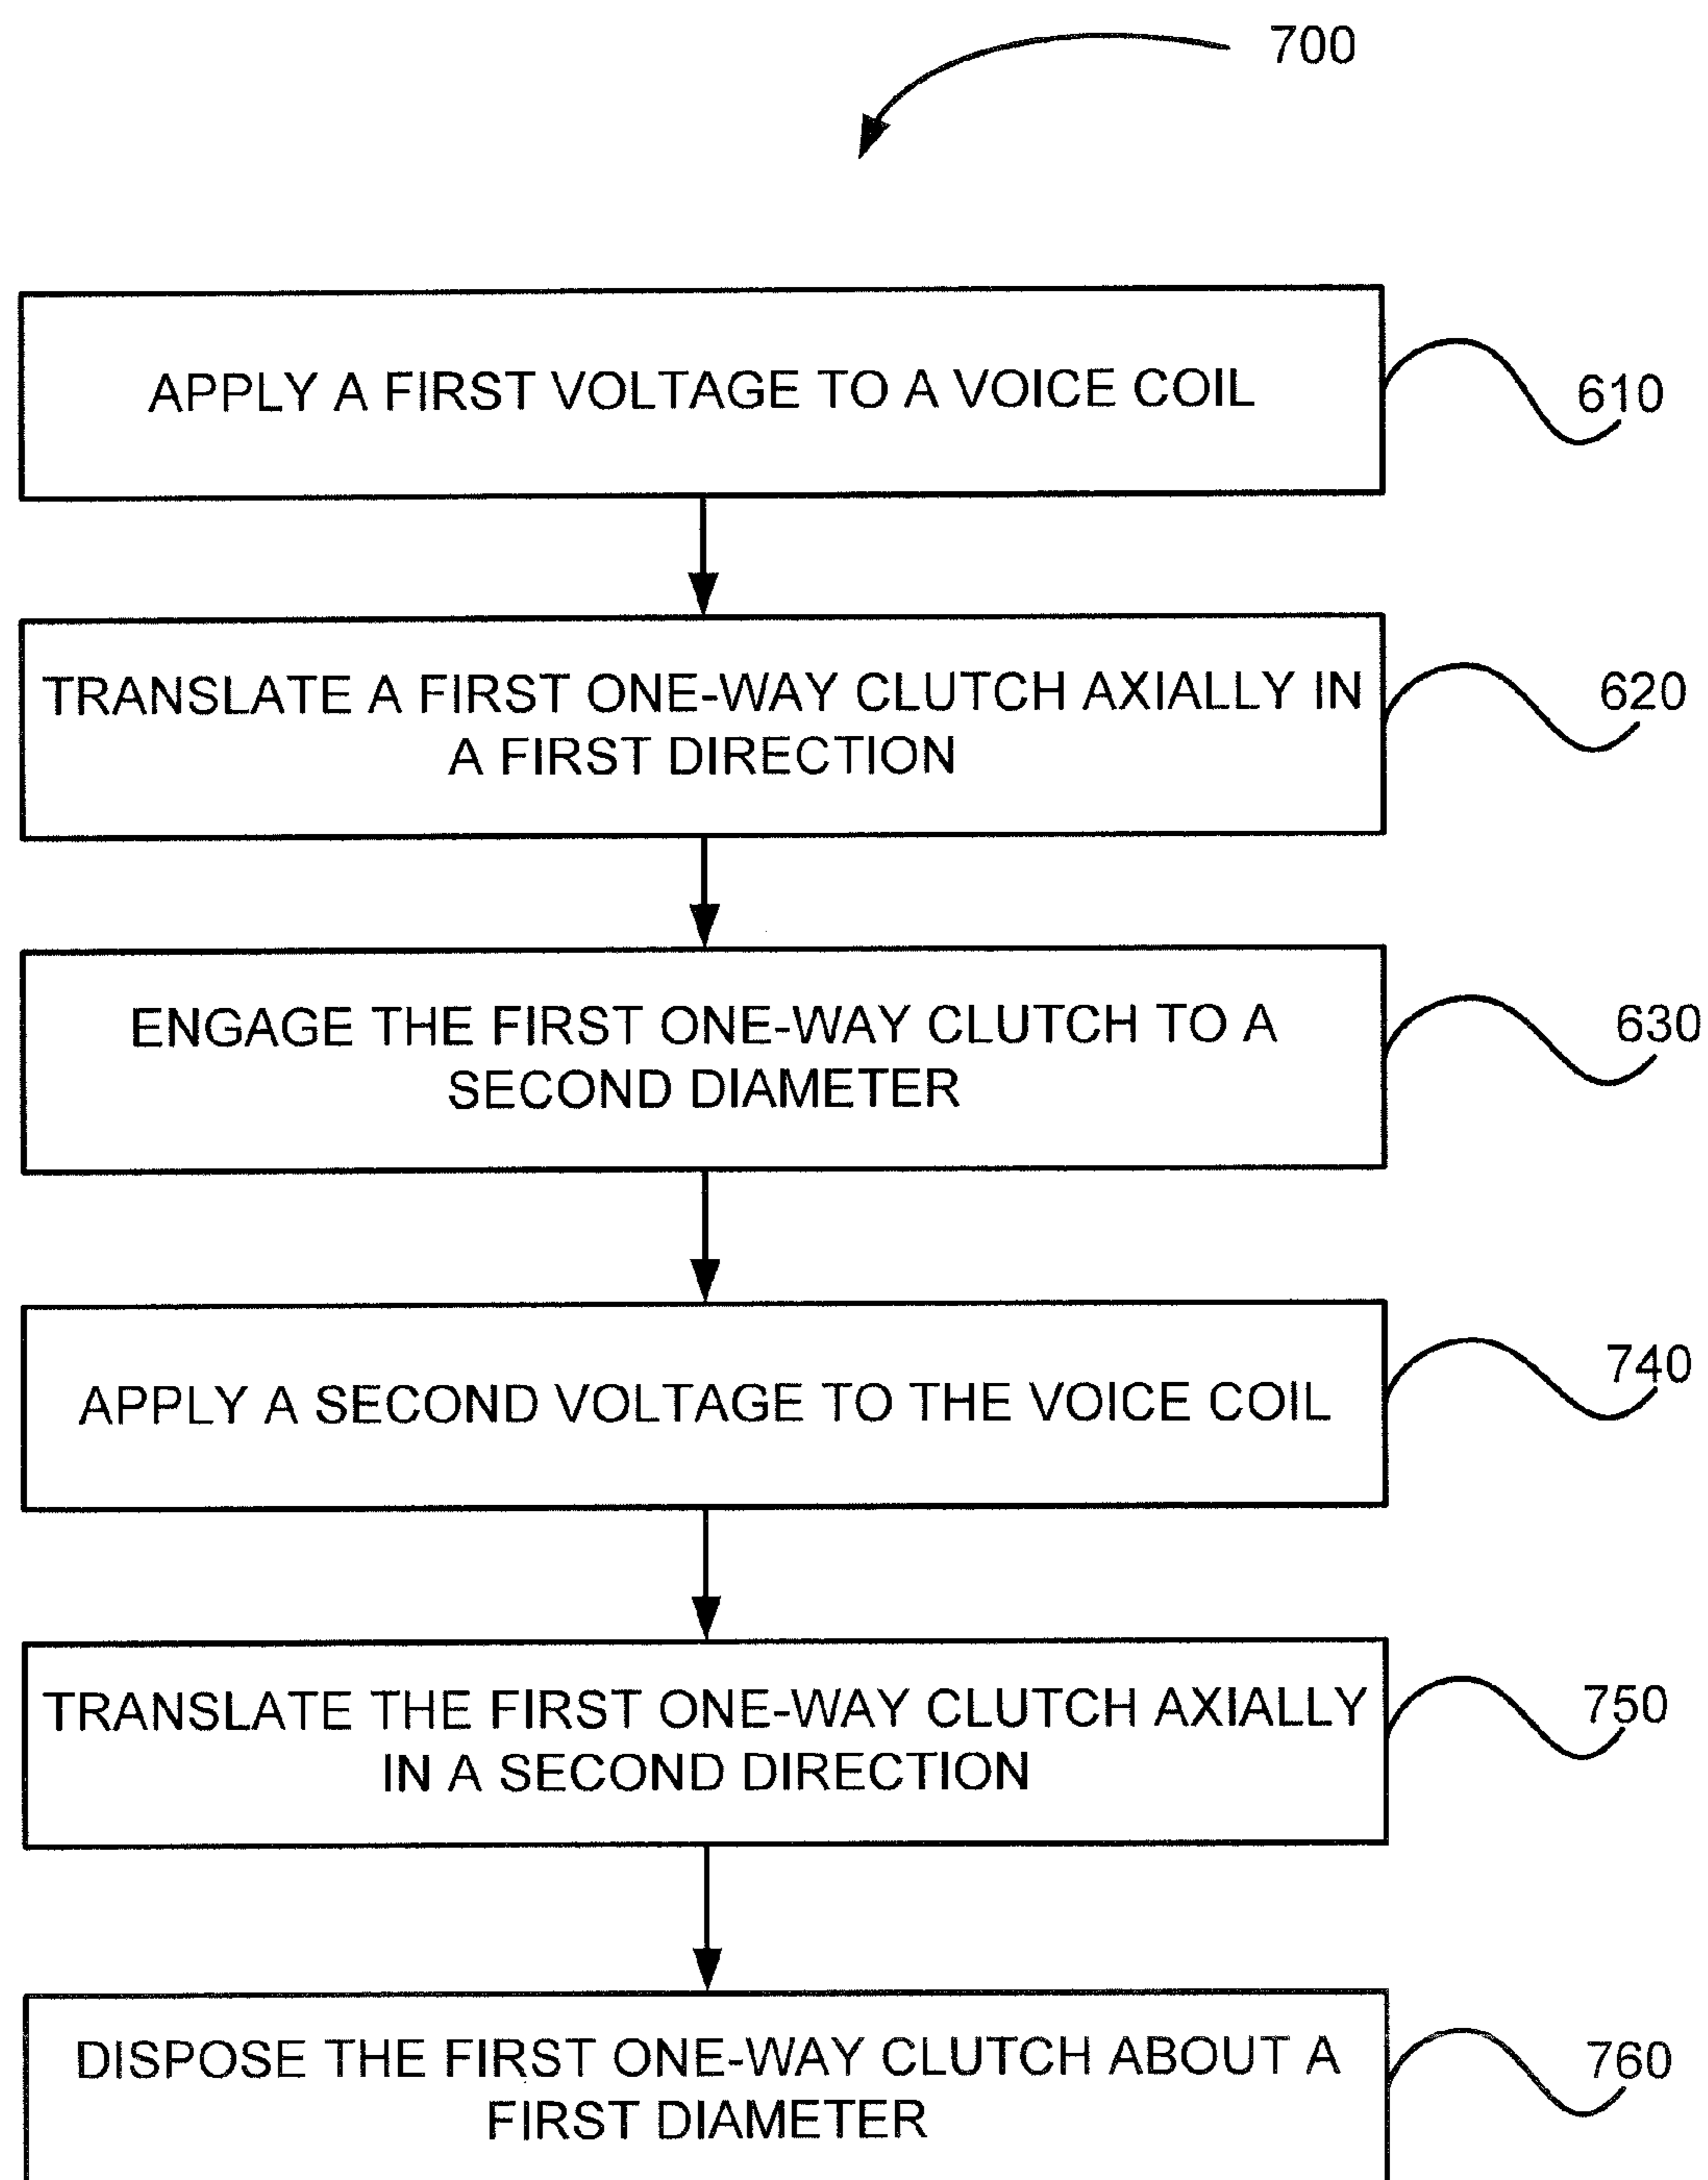 700
APPLY A FIRST VOLTAGE TO A VOICE COIL
610
TRANSLATE A FIRST ONE-WAY CLUTCH AXIALLY IN
A FIRST DIRECTION
620
ENGAGE THE FIRST ONE-WAY CLUTCH TO A
SECOND DIAMETER
630
APPLY A SECOND VOLTAGE TO THE VOICE COIL
740
TRANSLATE THE FIRST ONE-WAY CLUTCH AXIALLY
IN A SECOND DIRECTION
750
DISPOSE THE FIRST ONE-WAY CLUTCH ABOUT A
FIRST DIAMETER
760